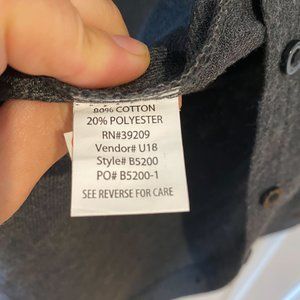 80% COTTON
20% POLYESTER
RN#39209
Vendor# U18
Style# B5200
PO# B5200-1
SEE REVERSE FOR CARE